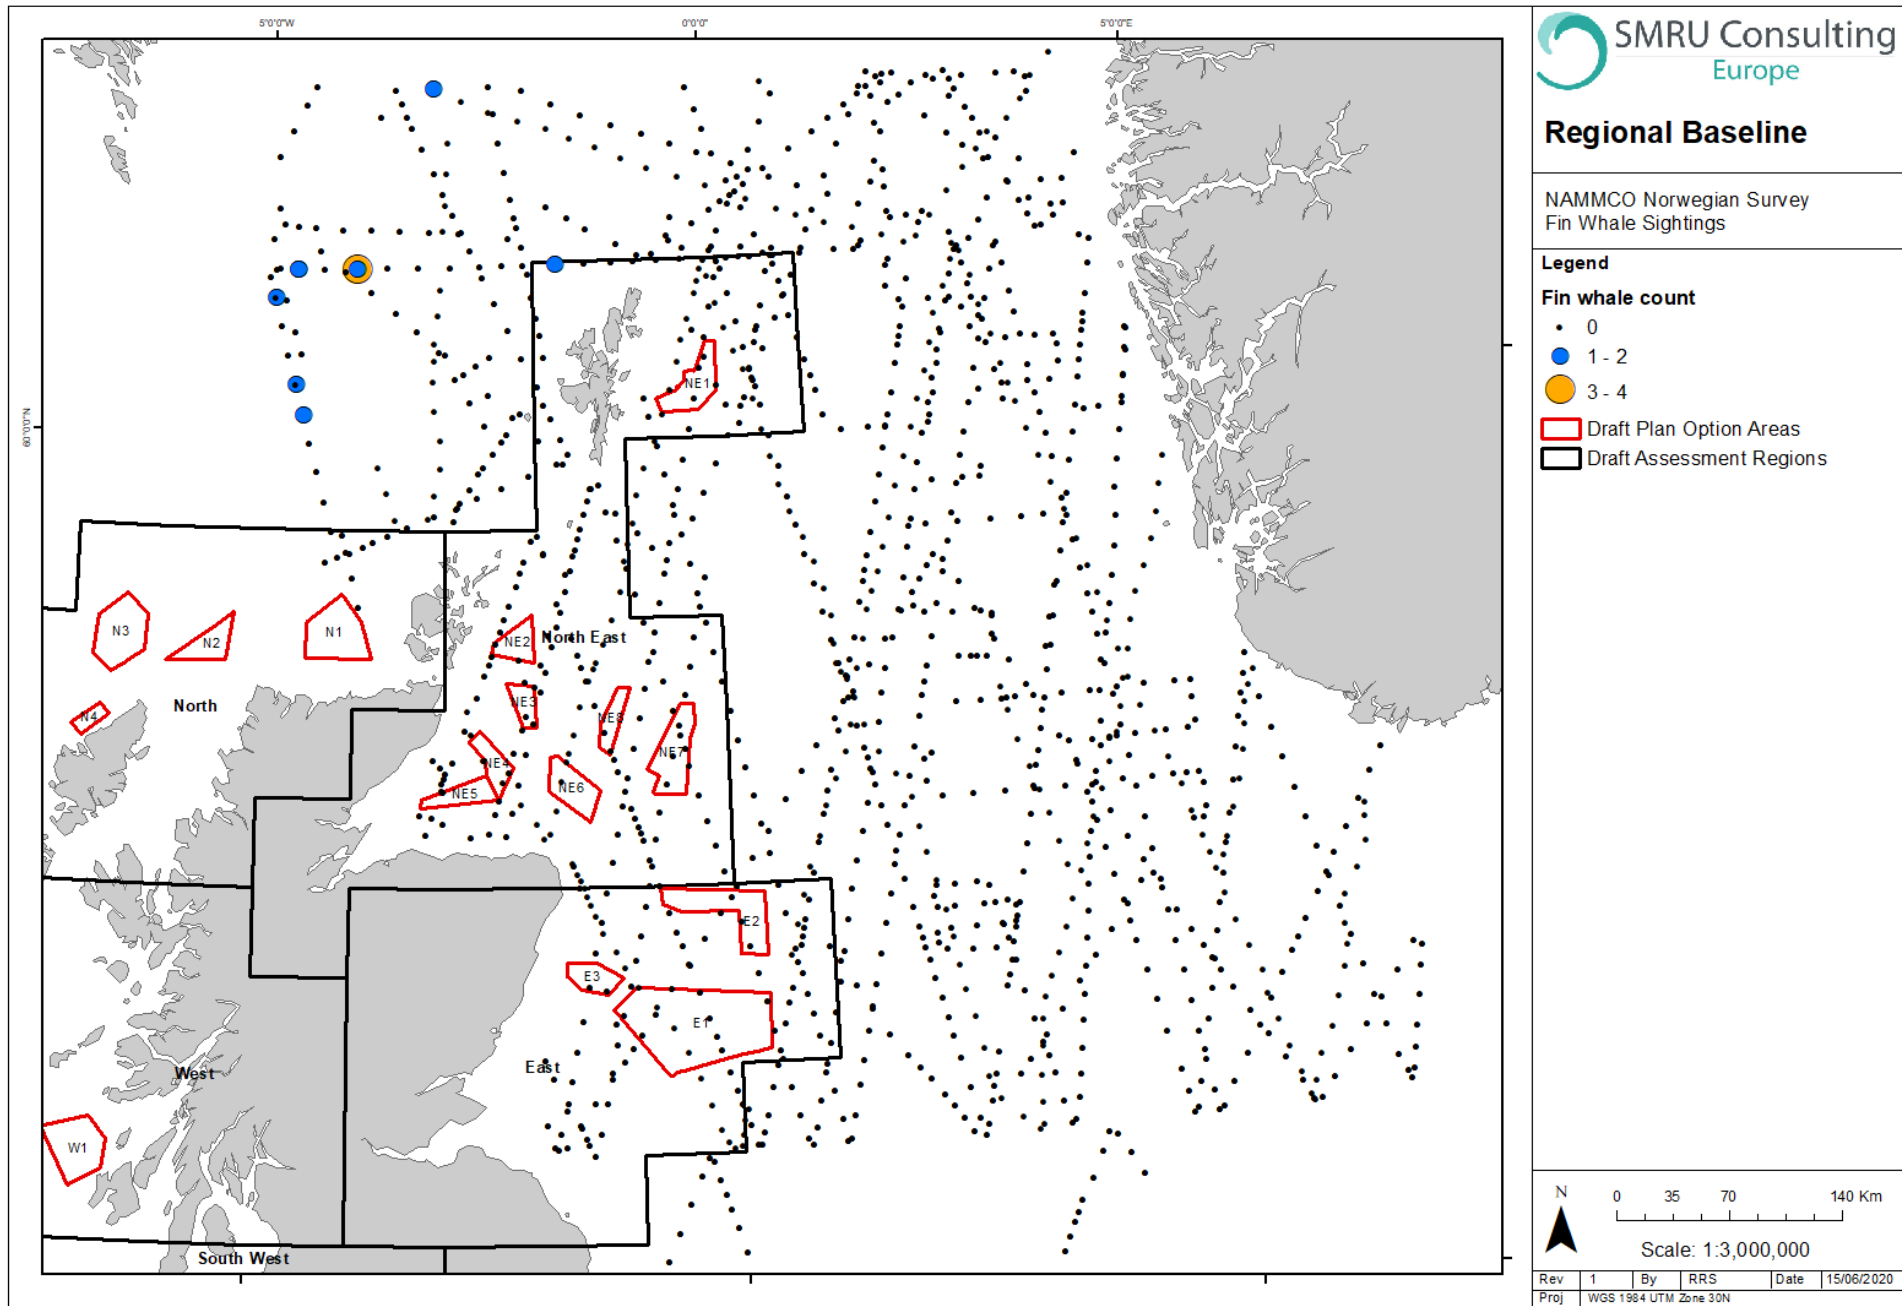 5°0'0"W
0°0'0"
5°0'0"E
60°0'0"N
NE1
N3
N2
N1
NE2
North East
N4
North
NE3
NE8
NE7
NE4
NE5
NE6
E2
E3
E1
East
West
W1
South West
SMRU Consulting
Europe
Regional Baseline
NAMMCO Norwegian Survey
Fin Whale Sightings
Legend
Fin whale count
0
1 - 2
3 - 4
Draft Plan Option Areas
Draft Assessment Regions
N
0 35 70 140 Km
Scale: 1:3,000,000
Rev 1 By RRS Date 15/06/2020
Proj WGS 1984 UTM Zone 30N